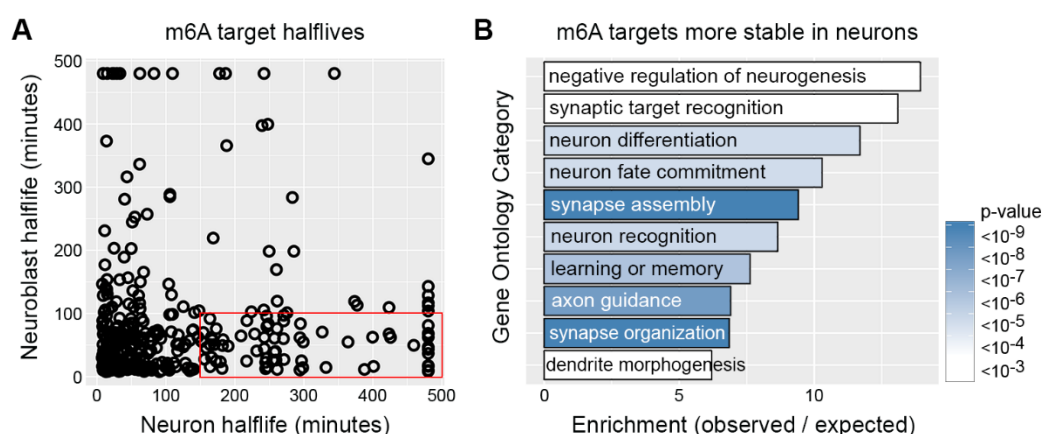 A
m6A target halflives
Neuroblast halflife (minutes)
500
400
300
200
100
0
0 100 200 300 400 500
Neuron halflife (minutes)
B
m6A targets more stable in neurons
Gene Ontology Category
negative regulation of neurogenesis
synaptic target recognition
neuron differentiation
neuron fate commitment
synapse assembly
neuron recognition
learning or memory
axon guidance
synapse organization
dendrite morphogenesis
0 5 10
Enrichment (observed / expected)
p-value
<10-9
<10-8
<10-7
<10-6
<10-5
<10-4
<10-3